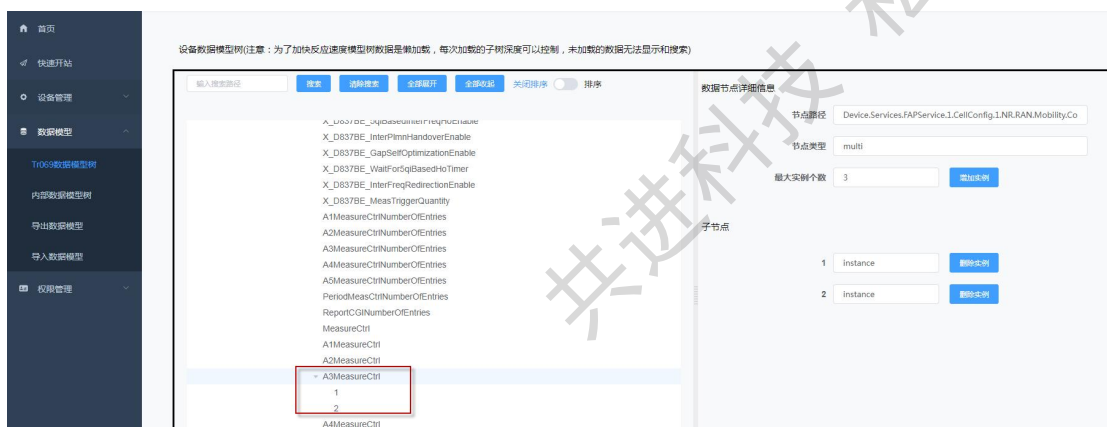 首页
快速开站
设备管理
数据模型
Tr069数据模型树
内部数据模型树
导出数据模型
导入数据模型
权限管理
设备数据模型树(注意：为了加快反应速度模型树数据是懒加载，每次加载的子树深度可以控制，未加载的数据无法显示和搜索)
输入搜索路径 搜索 清除搜索 全部展开 全部收起 关闭排序 排序
X_D837BE_5qiBasedInterFreqHoEnable
X_D837BE_InterPlmnHandoverEnable
X_D837BE_GapSelfOptimizationEnable
X_D837BE_WaitFor5qiBasedHoTimer
X_D837BE_InterFreqRedirectionEnable
X_D837BE_MeasTriggerQuantity
A1MeasureCtrlNumberOfEntries
A2MeasureCtrlNumberOfEntries
A3MeasureCtrlNumberOfEntries
A4MeasureCtrlNumberOfEntries
A5MeasureCtrlNumberOfEntries
PeriodMeasCtrlNumberOfEntries
ReportCGINumberOfEntries
MeasureCtrl
A1MeasureCtrl
A2MeasureCtrl
A3MeasureCtrl
1
2
A4MeasureCtrl
数据节点详细信息
节点路径 Device.Services.FAPService.1.CellConfig.1.NR.RAN.Mobility.Co
节点类型 multi
最大实例个数 3 增加实例
子节点
1 instance 删除实例
2 instance 删除实例
共进科技